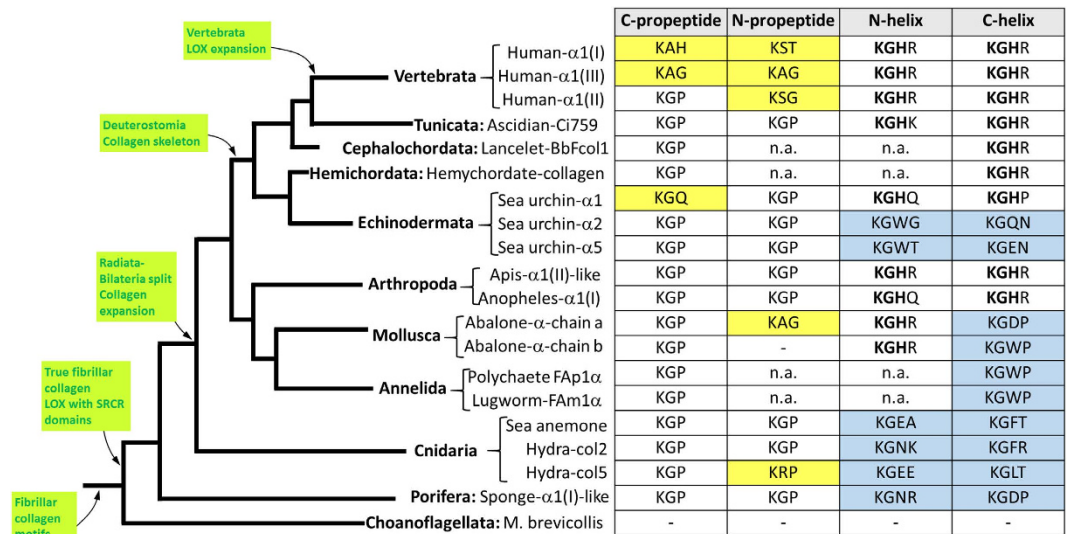 C-propeptide N-propeptide N-helix C-helix
Vertebrata
LOX expansion
Deuterostomia
Collagen skeleton
Radiata-
Bilateria split
Collagen
expansion
True fibrillar
collagen
LOX with SRCR
domains
Fibrillar
collagen
motifs
Vertebrata
Human-α1(I) KAH KST KGHR KGHR
Human-α1(III) KAG KAG KGHR KGHR
Human-α1(II) KGP KSG KGHR KGHR
Tunicata: Ascidian-Ci759 KGP KGP KGHK KGHR
Cephalochordata: Lancelet-BbFcol1 KGP n.a. n.a. KGHR
Hemichordata: Hemychordate-collagen KGP n.a. n.a. KGHR
Echinodermata
Sea urchin-α1 KGQ KGP KGHQ KGHP
Sea urchin-α2 KGP KGP KGWG KGQN
Sea urchin-α5 KGP KGP KGWT KGEN
Arthropoda
Apis-α1(II)-like KGP KGP KGHR KGHR
Anopheles-α1(I) KGP KGP KGHQ KGHR
Mollusca
Abalone-α-chain a KGP KAG KGHR KGDP
Abalone-α-chain b KGP - KGHR KGWP
Annelida
Polychaete FAp1α KGP n.a. n.a. KGWP
Lugworm-FAm1α KGP n.a. n.a. KGWP
Cnidaria
Sea anemone KGP KGP KGEA KGFT
Hydra-col2 KGP KGP KGNK KGFR
Hydra-col5 KGP KRP KGEE KGLT
Porifera: Sponge-α1(I)-like KGP KGP KGNR KGDP
Choanoflagellata: M. brevicollis - - - -